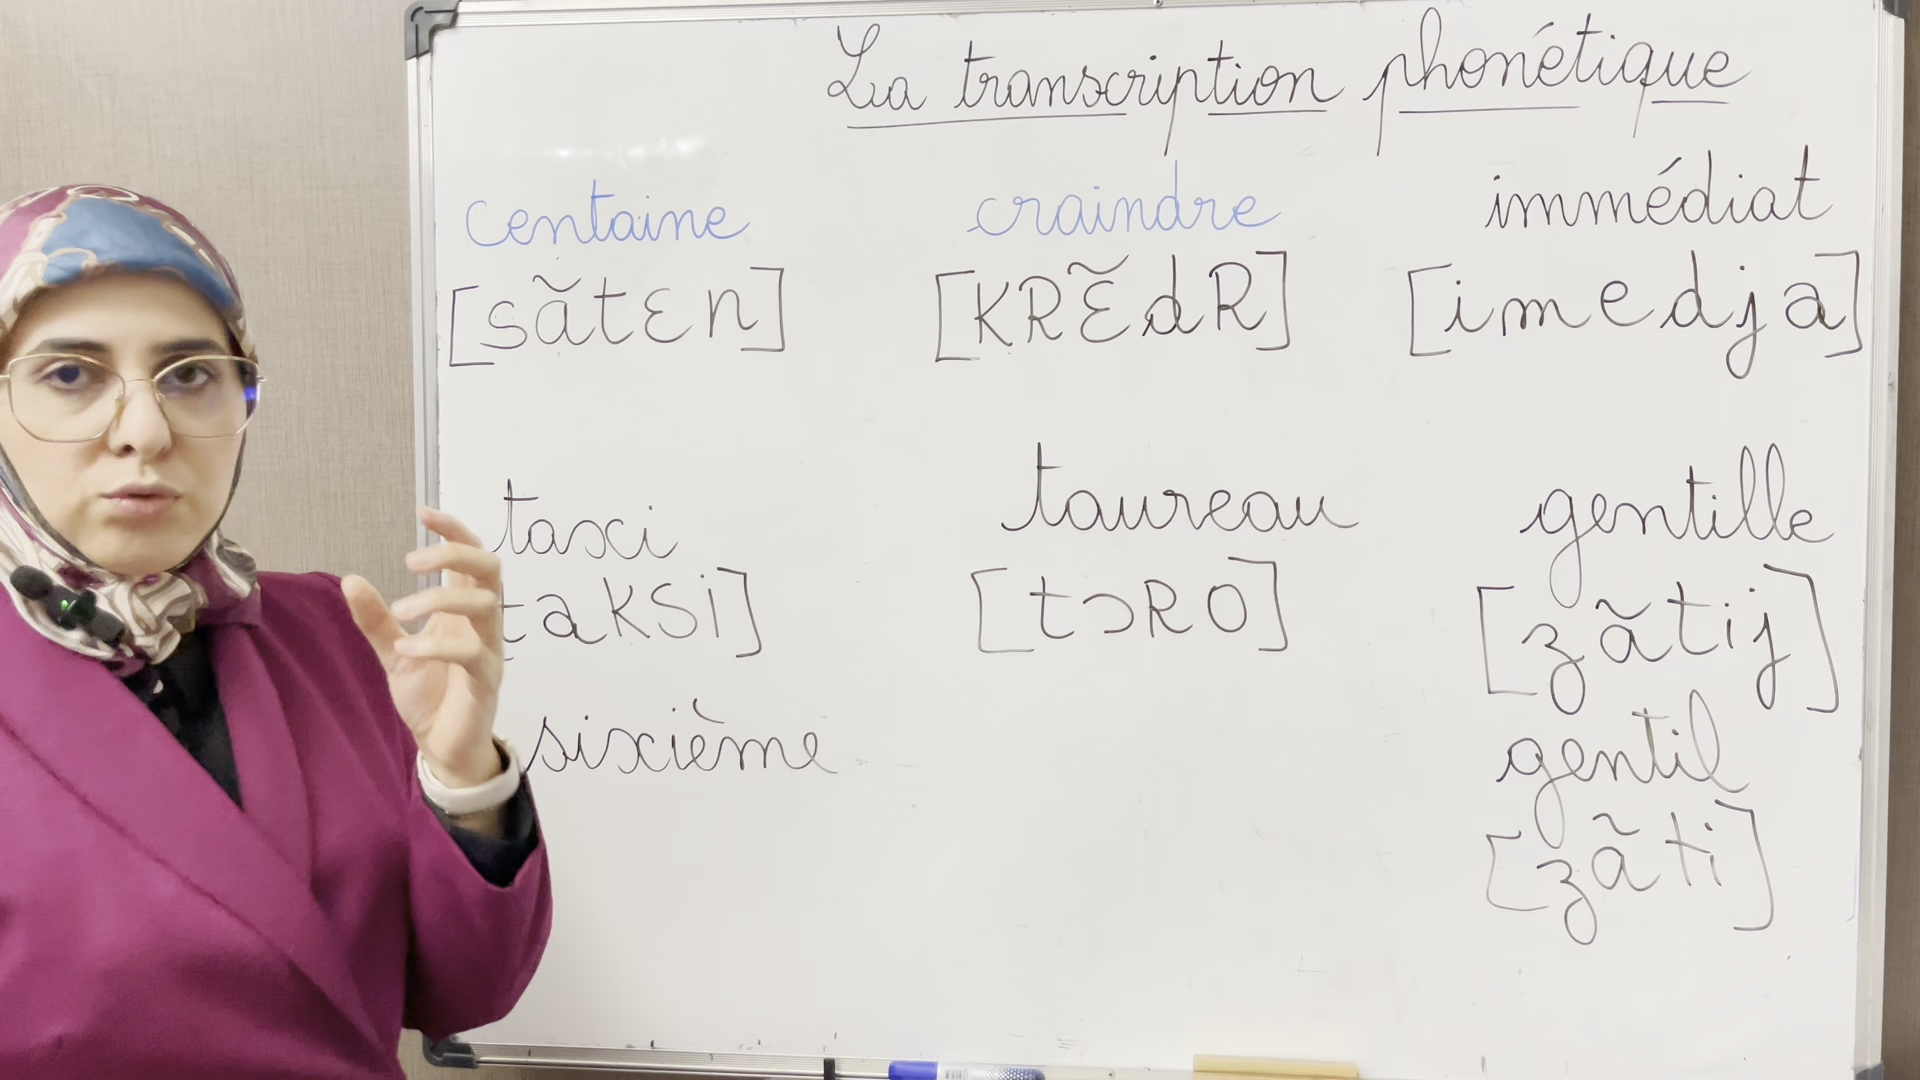 La transcription phonétique
centaine craindre immédiat
[sãtɛn] [KRɛ̃dR] [imedja]
taxi taureau gentille
taKSi] [tɔRO] [ʒãtij]
sixième gentil
[ʒãti]